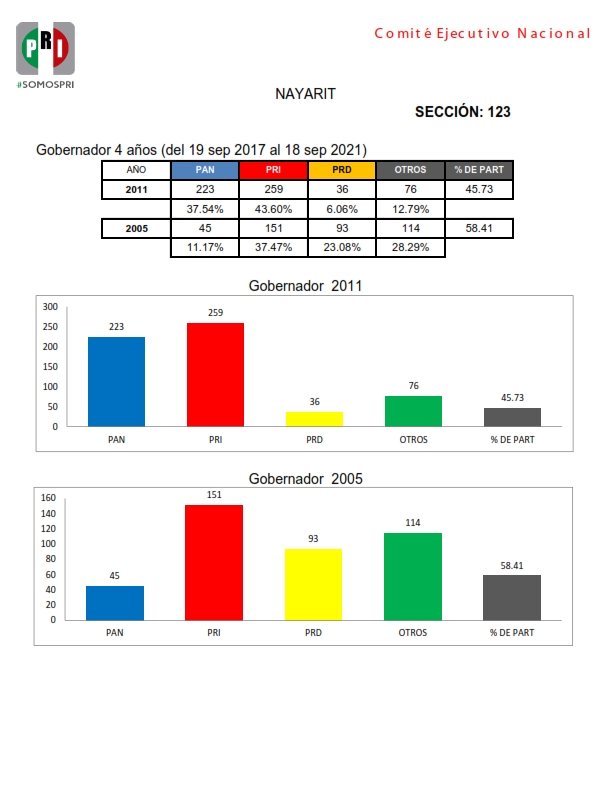 Comité Ejecutivo Nacional
PRI
#SOMOSPRI
NAYARIT
SECCIÓN: 123
Gobernador 4 años (del 19 sep 2017 al 18 sep 2021)
AÑO PAN PRI PRD OTROS % DE PART
2011 223 259 36 76 45.73
37.54% 43.60% 6.06% 12.79%
2005 45 151 93 114 58.41
11.17% 37.47% 23.08% 28.29%
Gobernador 2011
300
250
200
150
100
50
0
223
259
36
76
45.73
PAN PRI PRD OTROS % DE PART
Gobernador 2005
160
140
120
100
80
60
40
20
0
45
151
93
114
58.41
PAN PRI PRD OTROS % DE PART